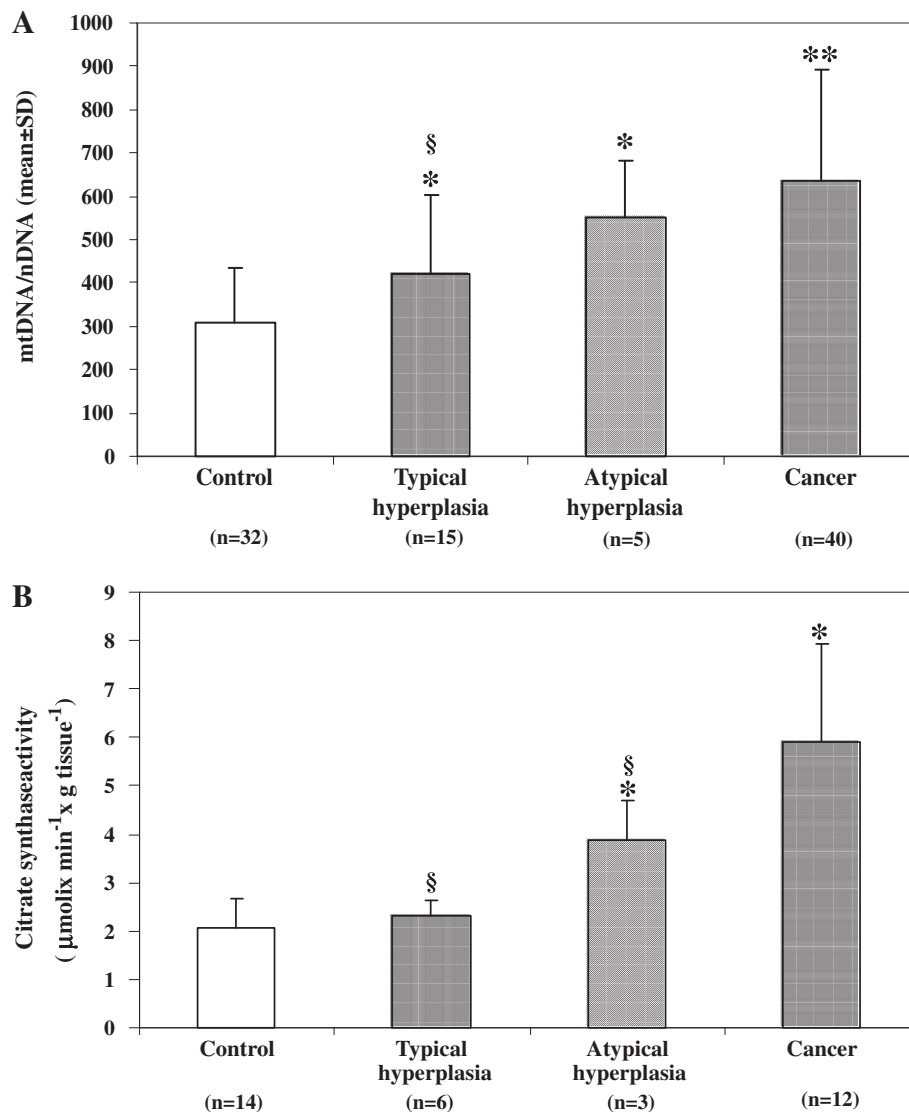 A
mtDNA/nDNA (mean±SD)
1000
900
800
700
600
500
400
300
200
100
0
§
*
*
**
Control
Typical
hyperplasia
Atypical
hyperplasia
Cancer
(n=32)
(n=15)
(n=5)
(n=40)
B
Citrate synthaseactivity
( µmolix min⁻¹x g tissue⁻¹)
9
8
7
6
5
4
3
2
1
0
§
§
*
*
Control
Typical
hyperplasia
Atypical
hyperplasia
Cancer
(n=14)
(n=6)
(n=3)
(n=12)